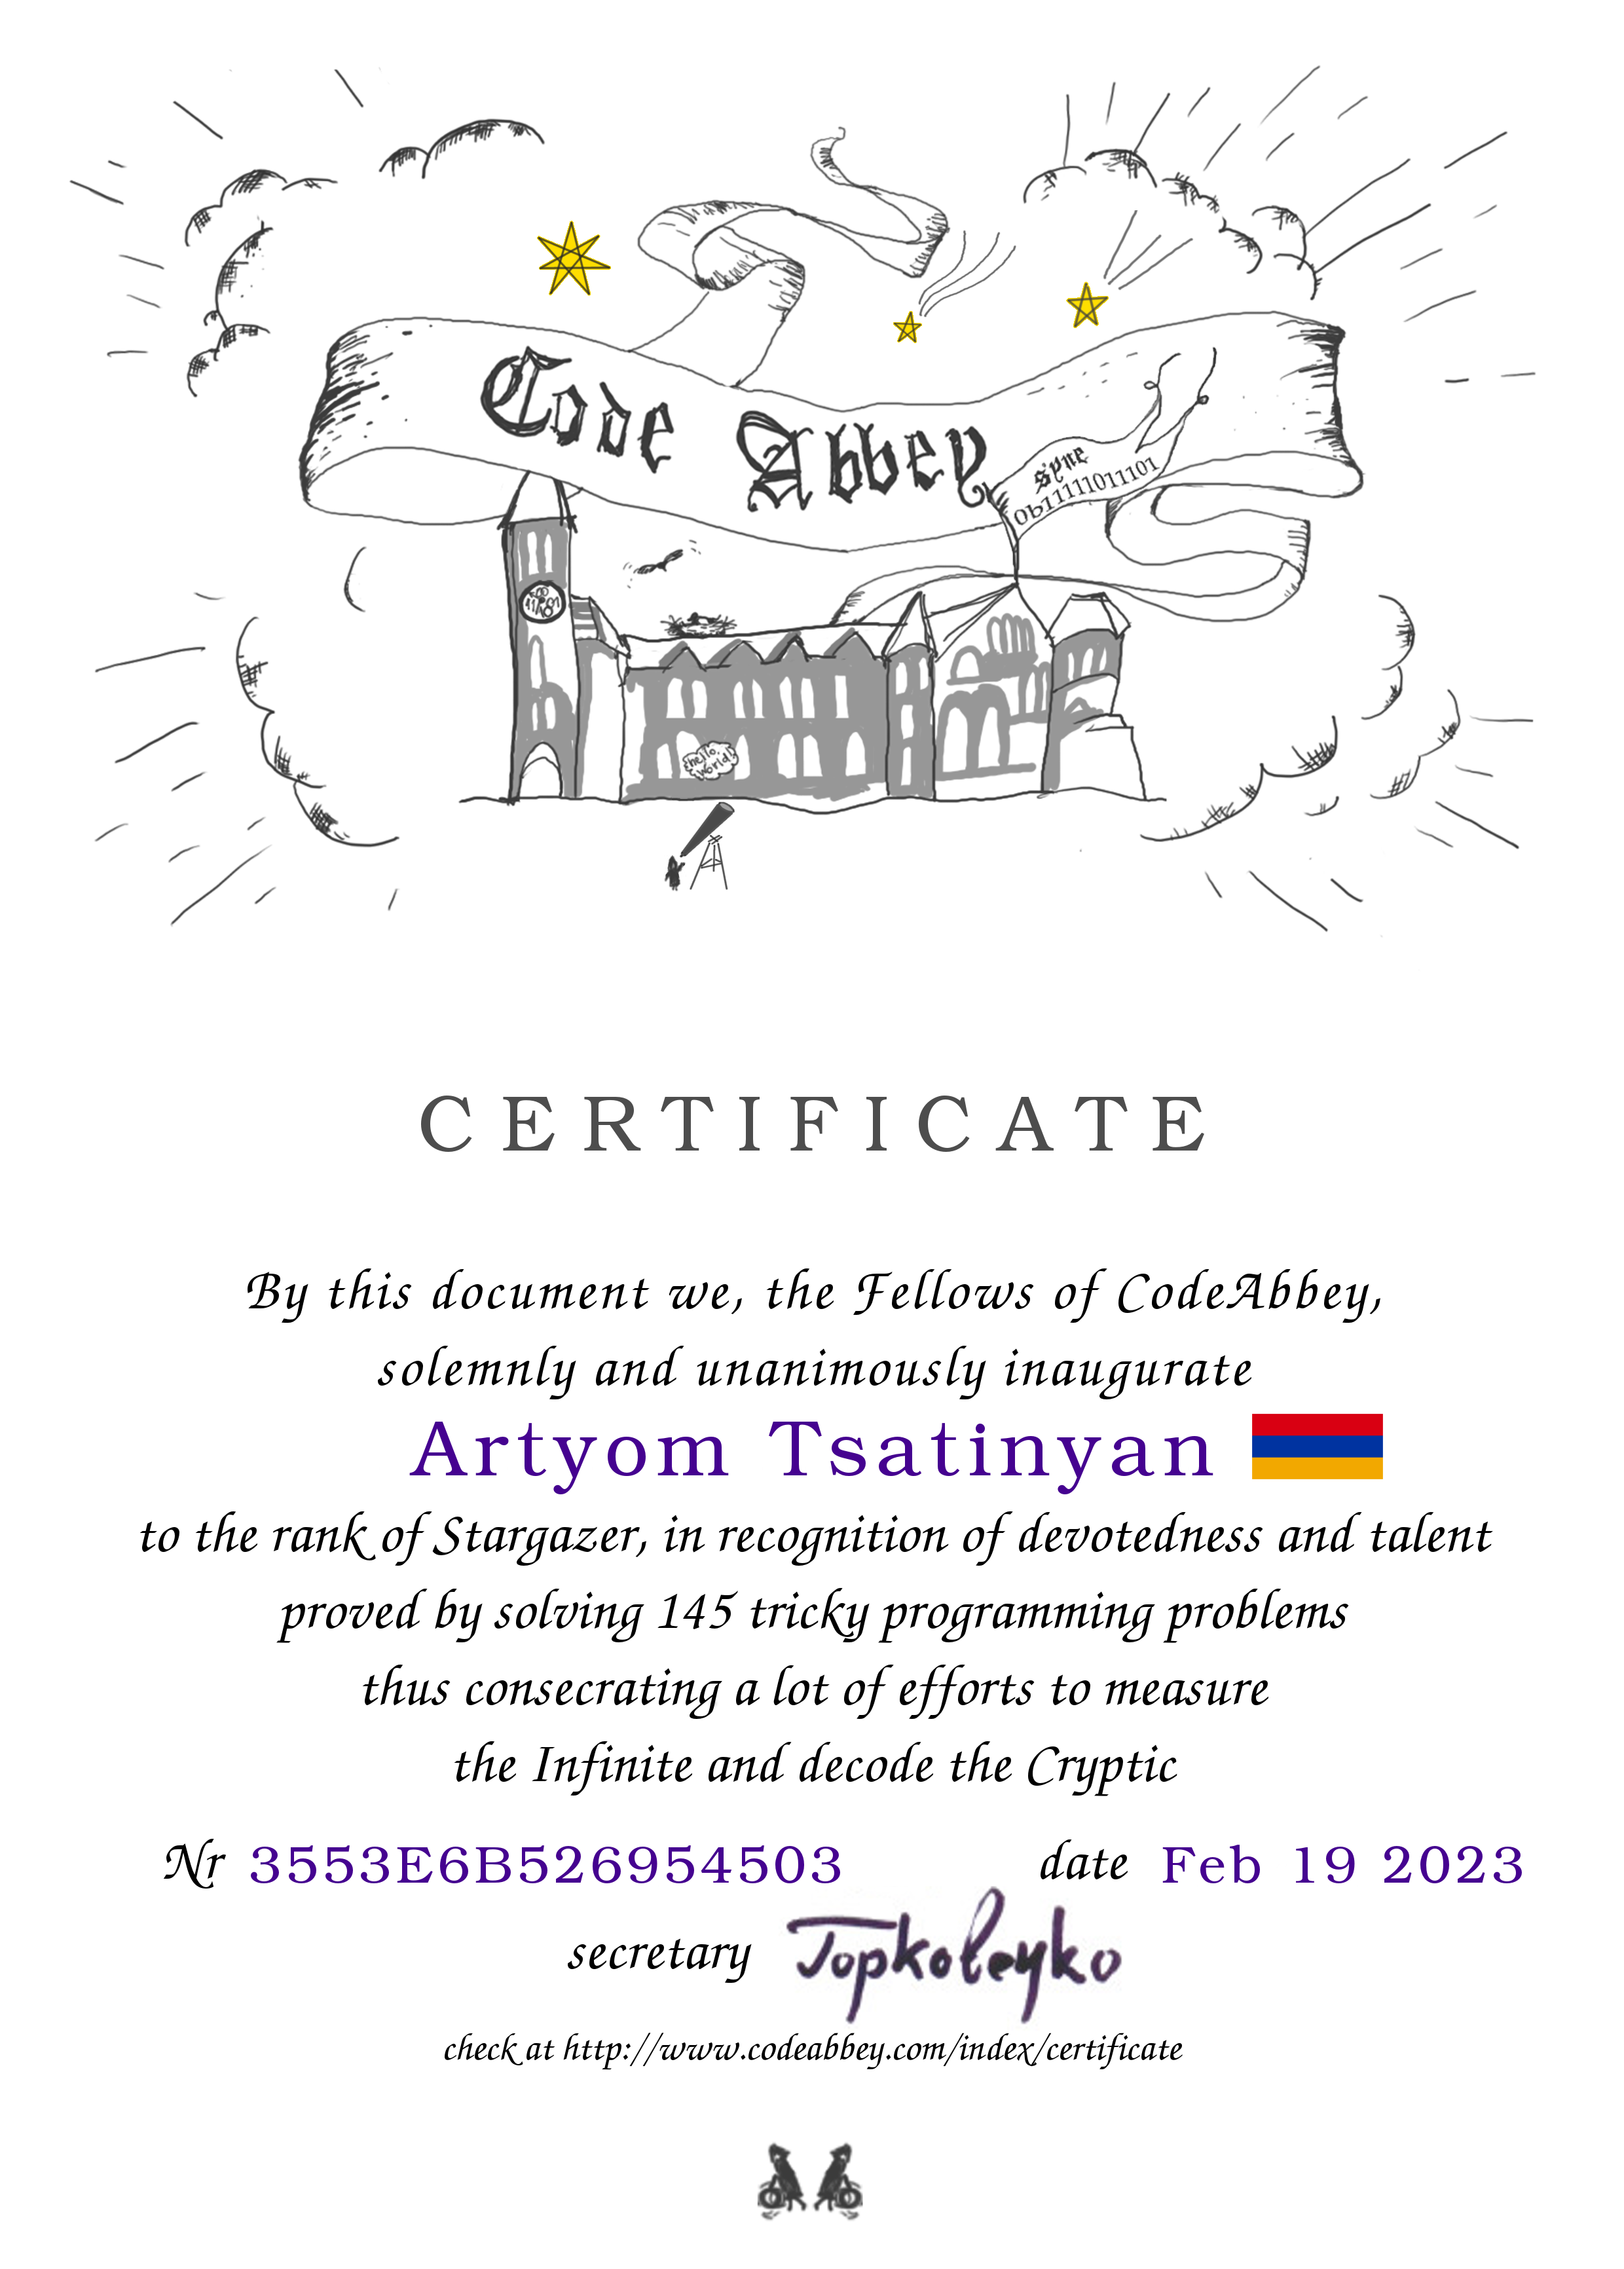 Code Abbey
syne
0b11111011101
hello,
world!
CERTIFICATE
By this document we, the Fellows of CodeAbbey,
solemnly and unanimously inaugurate
Artyom Tsatinyan
to the rank of Stargazer, in recognition of devotedness and talent
proved by solving 145 tricky programming problems
thus consecrating a lot of efforts to measure
the Infinite and decode the Cryptic
Nr 3553E6B526954503 date Feb 19 2023
secretary
check at http://www.codeabbey.com/index/certificate